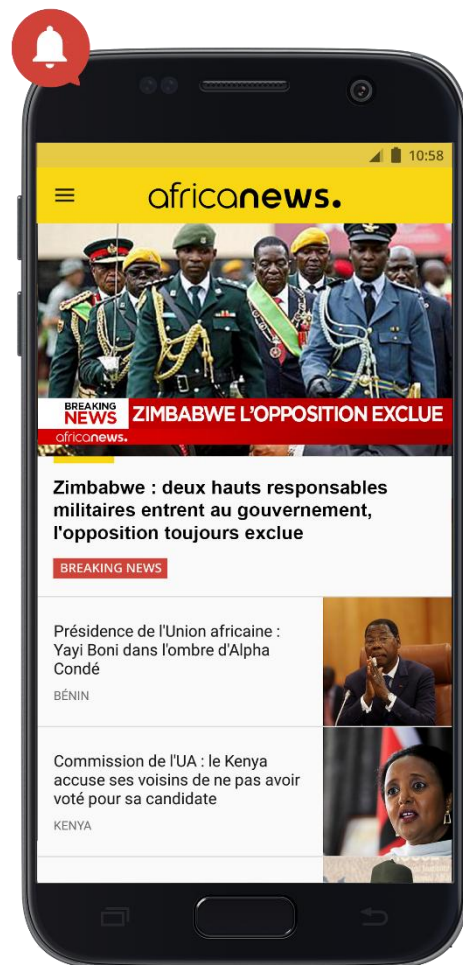 10:58
africanews.
BREAKING
NEWS
ZIMBABWE L'OPPOSITION EXCLUE
africanews.
Zimbabwe : deux hauts responsables
militaires entrent au gouvernement,
l'opposition toujours exclue
BREAKING NEWS
Présidence de l'Union africaine :
Yayi Boni dans l'ombre d'Alpha
Condé
BÉNIN
Commission de l'UA : le Kenya
accuse ses voisins de ne pas avoir
voté pour sa candidate
KENYA